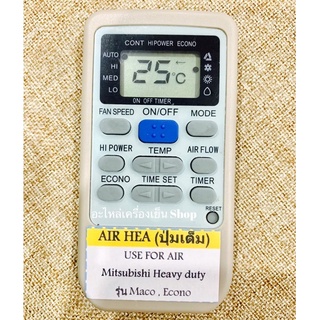 CONT HI POWER ECONO
AUTO
HI
MED
LO
25°C
ON OFF TIMER
FAN SPEED ON/OFF MODE
HI POWER TEMP AIR FLOW
ECONO TIME SET TIMER
RESET
อะไหล่เครื่องเย็น Shop
AIR HEA (ปุ่มเต็ม)
USE FOR AIR
Mitsubishi Heavy duty
รุ่น Maco , Econo